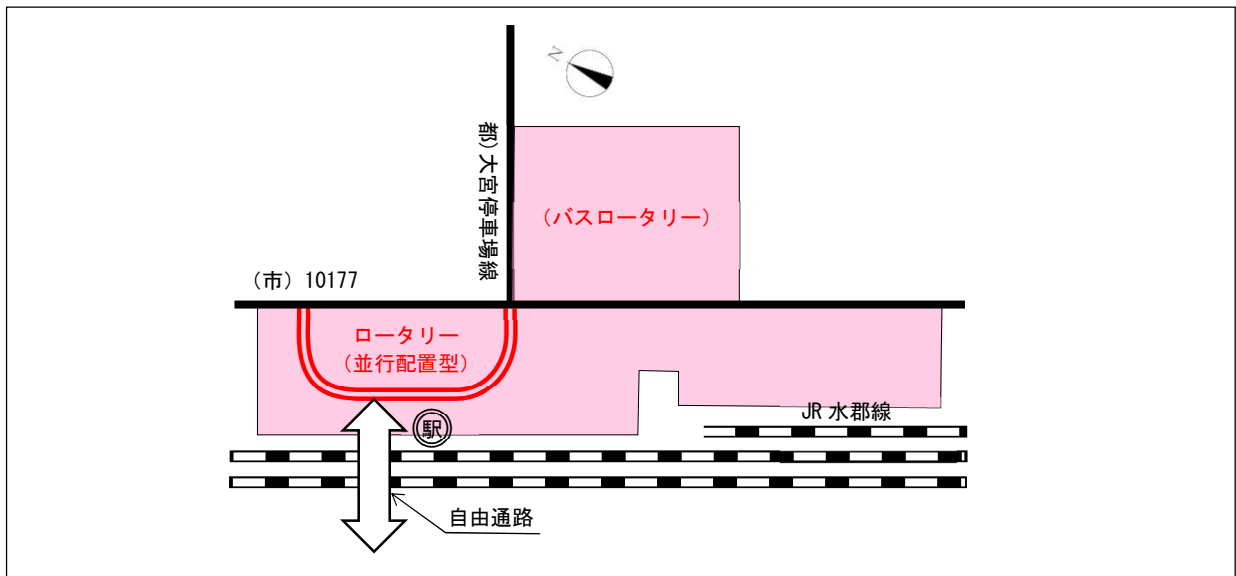 N
都）大宮停車場線
（バスロータリー）
（市）10177
ロータリー
（並行配置型）
JR 水郡線
駅
自由通路